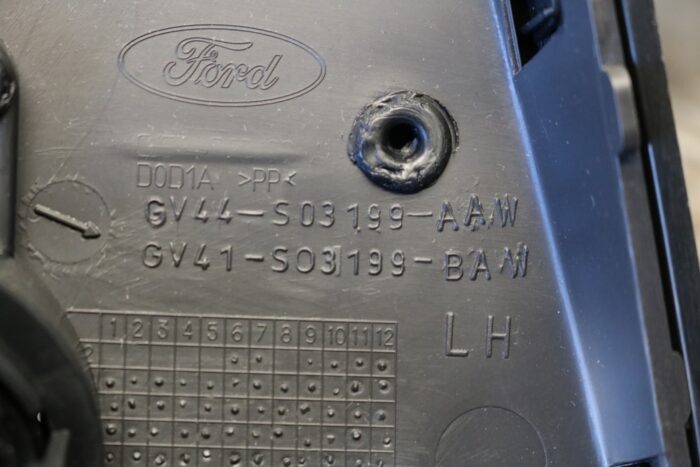 Ford
D0D1A >PP<
GV44-S03199-AAW
GV41-S03199-BAW
LH
1 2 3 4 5 6 7 8 9 10 11 12